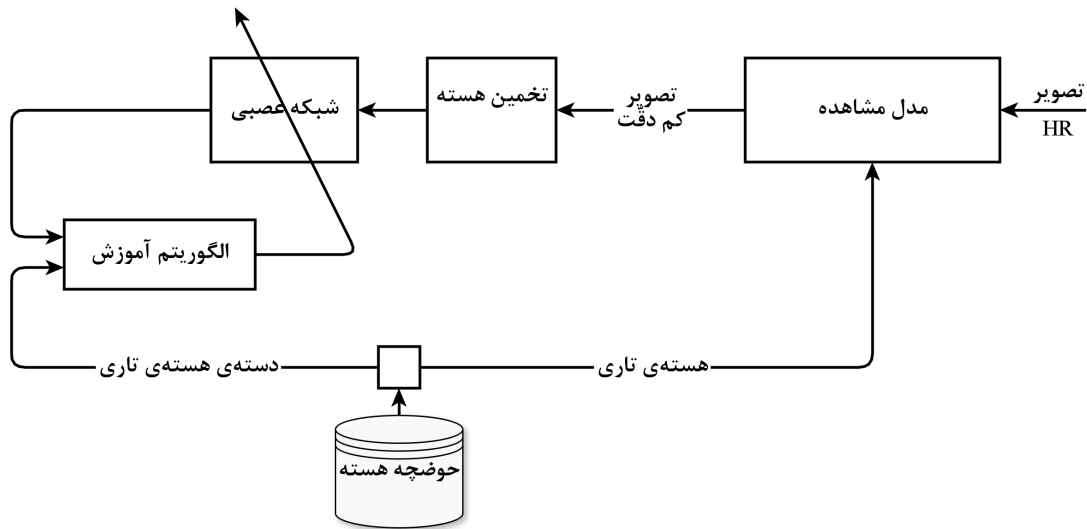 تصویر
HR
مدل مشاهده
تصویر
کم دقّت
تخمین هسته
شبکه عصبی
الگوریتم آموزش
هسته‌ی تاری
دسته‌ی هسته‌ی تاری
حوضچه هسته